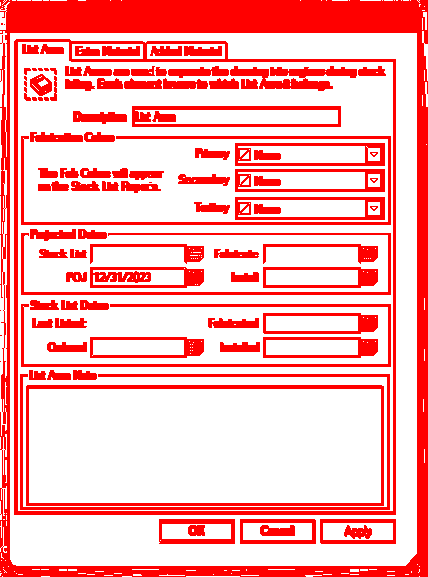 List Area Extra Material Added Material
List Areas are used to separate the drawing into regions during stock
listing. Each element knows to which List Area it belongs.
Description List Area
Fabrication Colors
Primary None
The Fab Colors will appear
on the Stock List Reports.
Secondary None
Tertiary None
Projected Dates
Stock List Fabricate
POJ 12/31/2023 Install
Stock List Dates
Last Listed: Fabricated
Ordered Installed
List Area Note
OK Cancel Apply